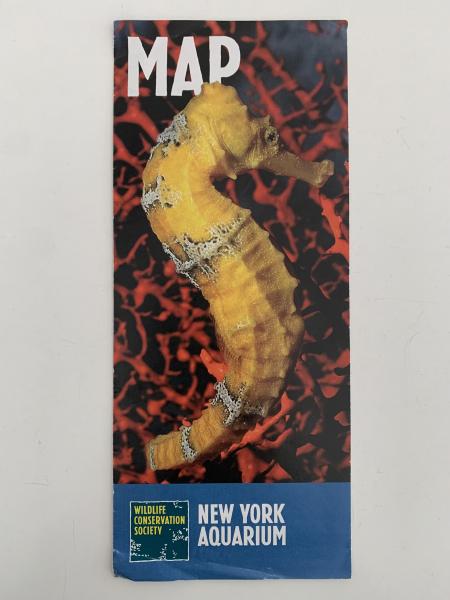 MAP
WILDLIFE
CONSERVATION
SOCIETY
NEW YORK
AQUARIUM